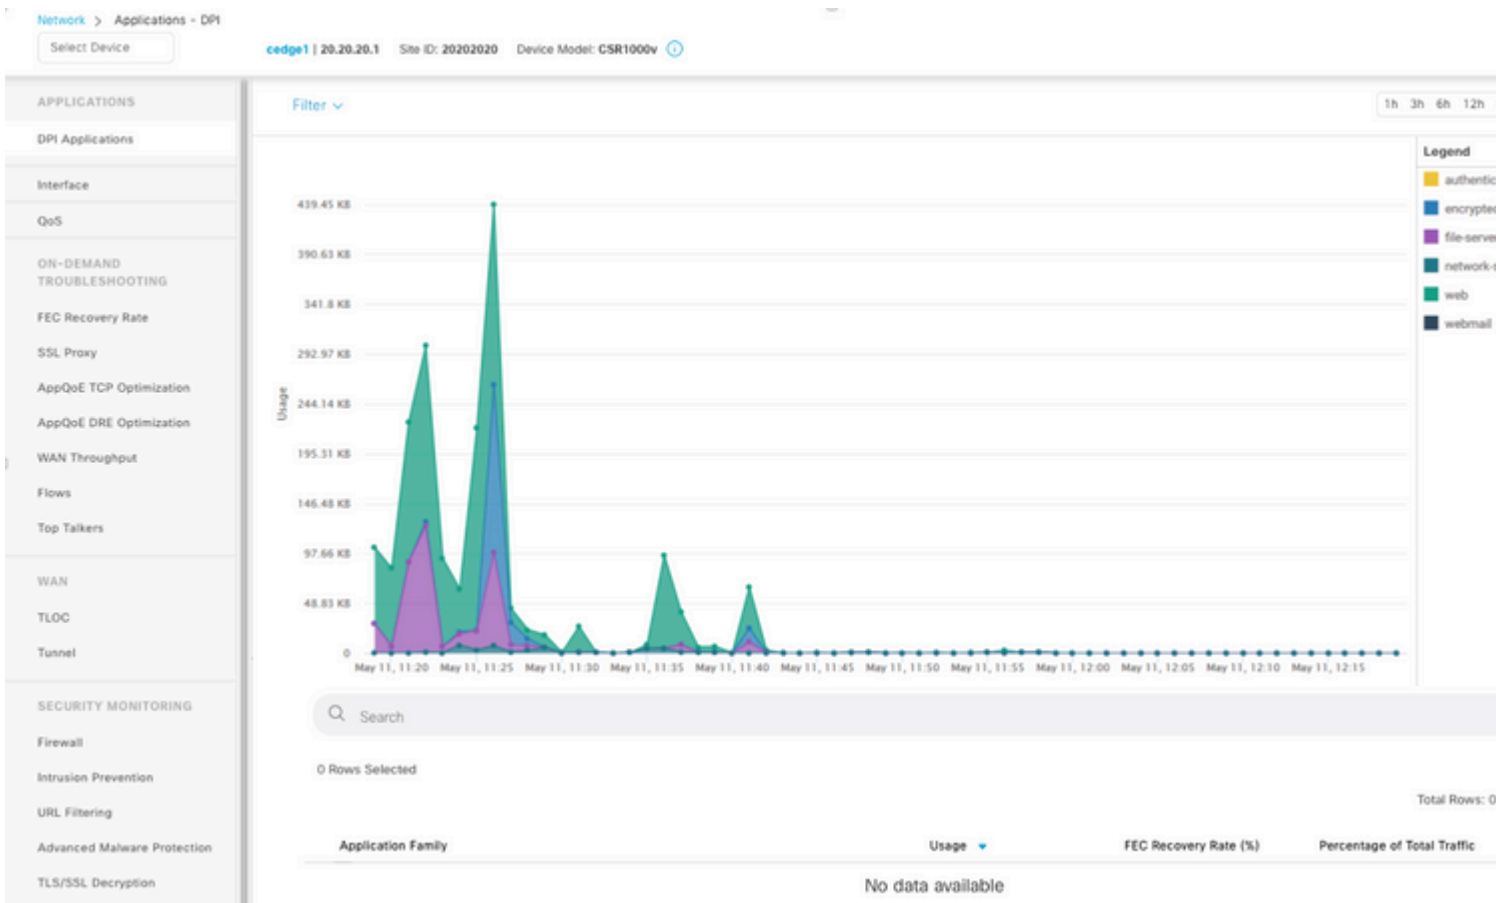 Network > Applications - DPI
Select Device
cedge1 | 20.20.20.1 Site ID: 20202020 Device Model: CSR1000v
APPLICATIONS
DPI Applications
Interface
QoS
ON-DEMAND
TROUBLESHOOTING
FEC Recovery Rate
SSL Proxy
AppQoE TCP Optimization
AppQoE DRE Optimization
WAN Throughput
Flows
Top Talkers
WAN
TLOC
Tunnel
SECURITY MONITORING
Firewall
Intrusion Prevention
URL Filtering
Advanced Malware Protection
TLS/SSL Decryption
Filter
1h 3h 6h 12h
Legend
authentic
encrypted
file-server
network-s
web
webmail
Usage
439.45 KB
390.63 KB
341.8 KB
292.97 KB
244.14 KB
195.31 KB
146.48 KB
97.66 KB
48.83 KB
0
May 11, 11:20 May 11, 11:25 May 11, 11:30 May 11, 11:35 May 11, 11:40 May 11, 11:45 May 11, 11:50 May 11, 11:55 May 11, 12:00 May 11, 12:05 May 11, 12:10 May 11, 12:15
Search
0 Rows Selected
Total Rows: 0
Application Family Usage FEC Recovery Rate (%) Percentage of Total Traffic
No data available